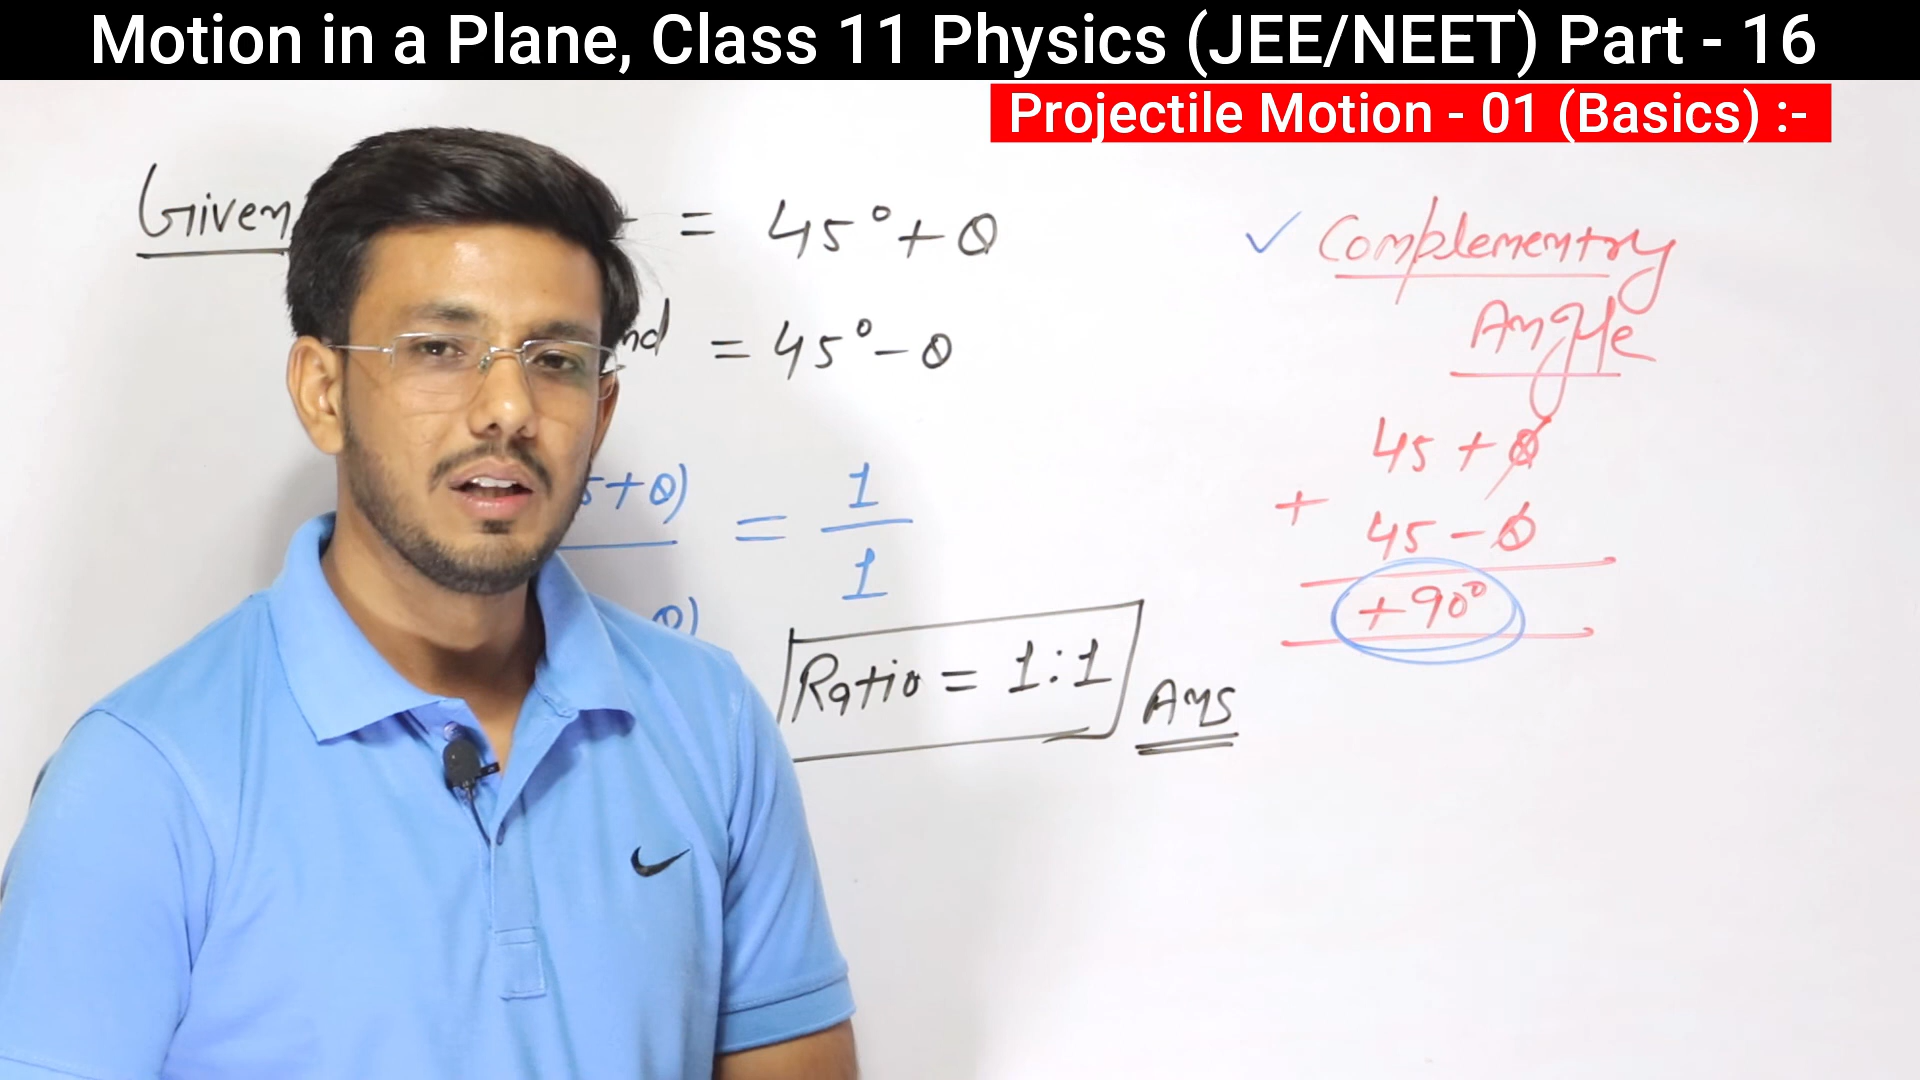 Motion in a Plane, Class 11 Physics (JEE/NEET) Part - 16
Projectile Motion - 01 (Basics) :-
Given
= 45° + θ
nd = 45° - θ
5 + θ)
= 1
1
θ)
Ratio = 1:1
Ans
✓ Complementry
Angle
45 + θ
+ 45 - θ
+ 90°